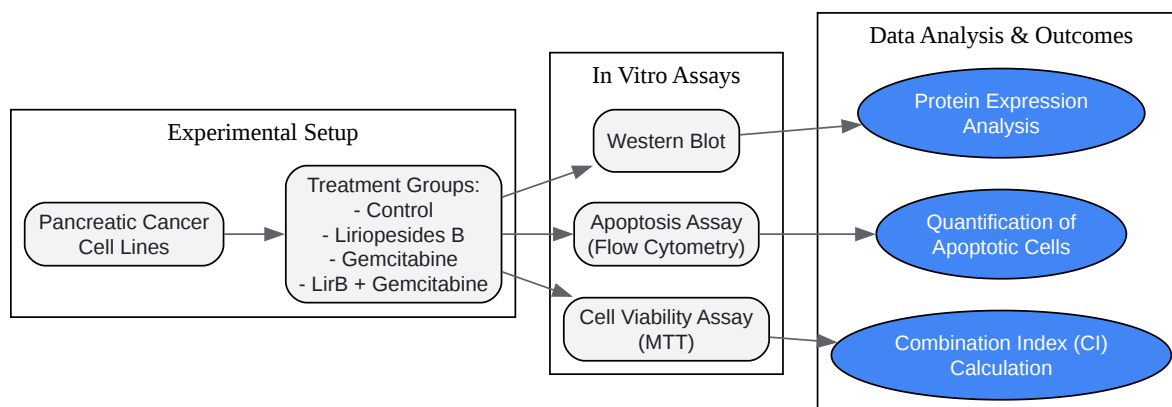 Experimental Setup
Pancreatic Cancer
Cell Lines
Treatment Groups:
- Control
- Liriopesides B
- Gemcitabine
- LirB + Gemcitabine
In Vitro Assays
Western Blot
Apoptosis Assay
(Flow Cytometry)
Cell Viability Assay
(MTT)
Data Analysis & Outcomes
Protein Expression
Analysis
Quantification of
Apoptotic Cells
Combination Index (CI)
Calculation